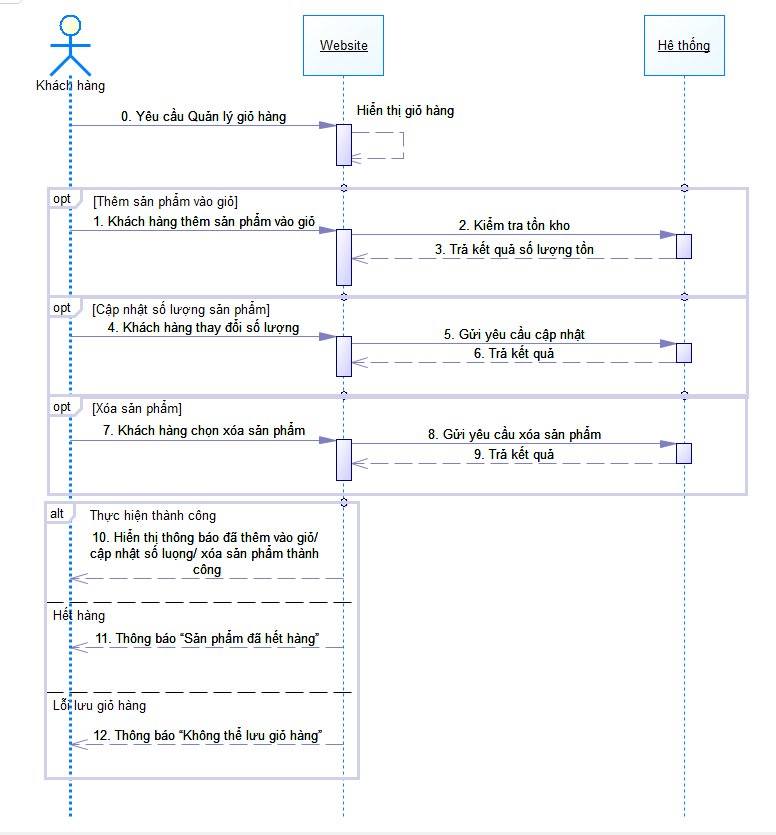 Khách hàng
Website
Hê thống
0. Yêu cầu Quản lý giỏ hàng
Hiển thị giỏ hàng
opt
[Thêm sản phẩm vào giỏ]
1. Khách hàng thêm sản phẩm vào giỏ
2. Kiểm tra tồn kho
3. Trả kết quả số lượng tồn
opt
[Cập nhật số lượng sản phẩm]
4. Khách hàng thay đổi số lượng
5. Gửi yêu cầu cập nhật
6. Trả kết quả
opt
[Xóa sản phẩm]
7. Khách hàng chọn xóa sản phẩm
8. Gửi yêu cầu xóa sản phẩm
9. Trả kết quả
alt
Thực hiện thành công
10. Hiển thị thông báo đã thêm vào giỏ/
cập nhật số luọng/ xóa sản phẩm thành
công
Hết hàng
11. Thông báo “Sản phẩm đã hết hàng”
Lỗi lưu giỏ hàng
12. Thông báo “Không thể lưu giỏ hàng”